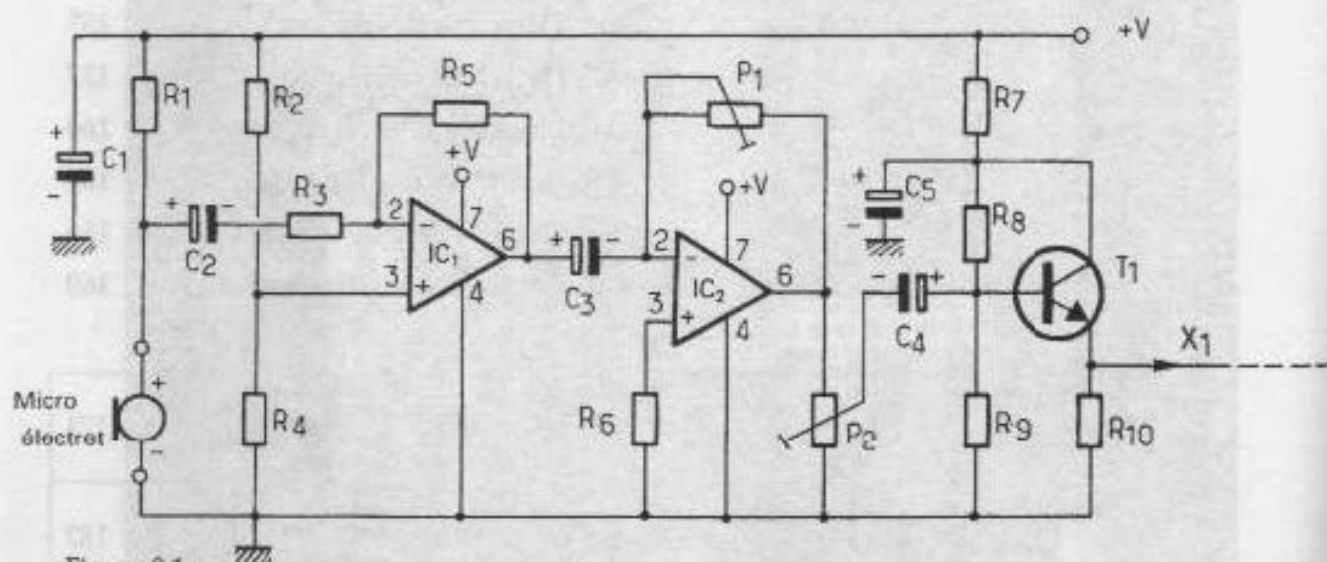 +V
R1
R2
R5
P1
R7
+
C1
-
+V
+V
+
C5
-
R8
T1
+
-
C2
R3
2
-
7
IC1
6
+
-
C3
2
-
7
IC2
6
3
+
4
3
+
4
-
+
C4
X1
+
Micro
électret
-
R4
R6
P2
R9
R10